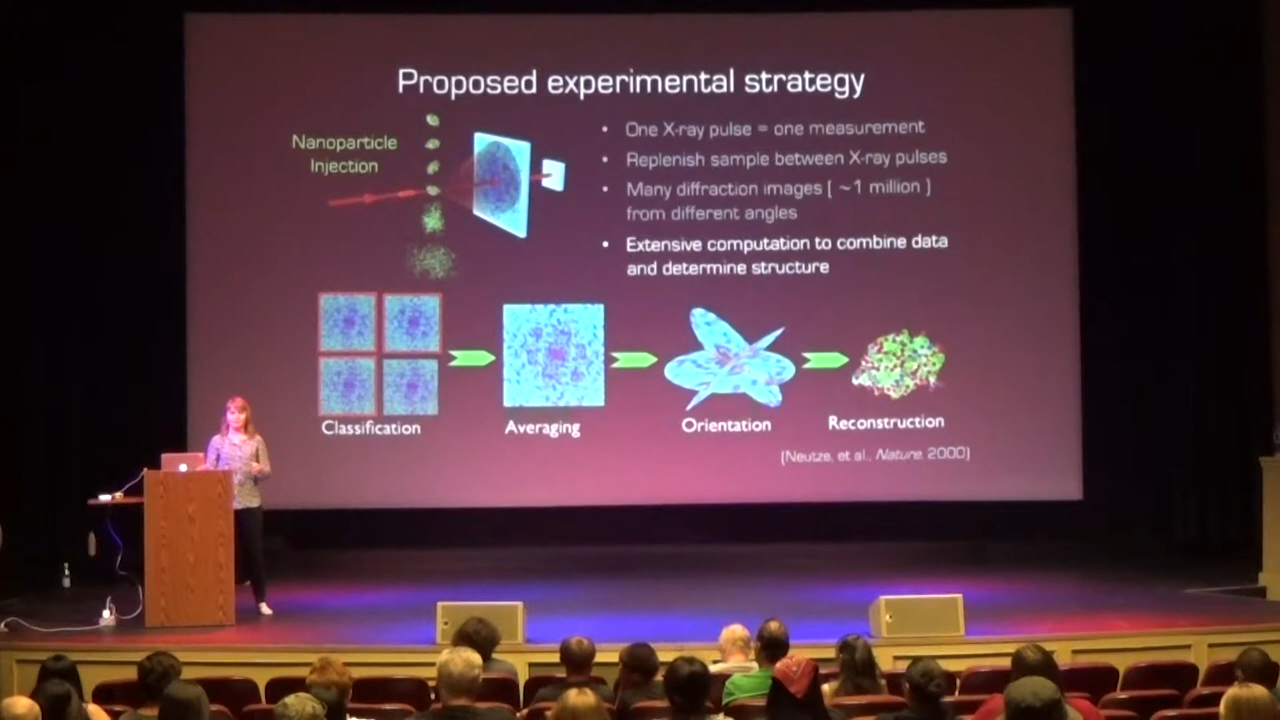 Proposed experimental strategy
Nanoparticle
Injection
• One X-ray pulse = one measurement
• Replenish sample between X-ray pulses
• Many diffraction images [ ~1 million ]
from different angles
• Extensive computation to combine data
and determine structure
Classification
Averaging
Orientation
Reconstruction
[Neutze, et al., Nature, 2000]